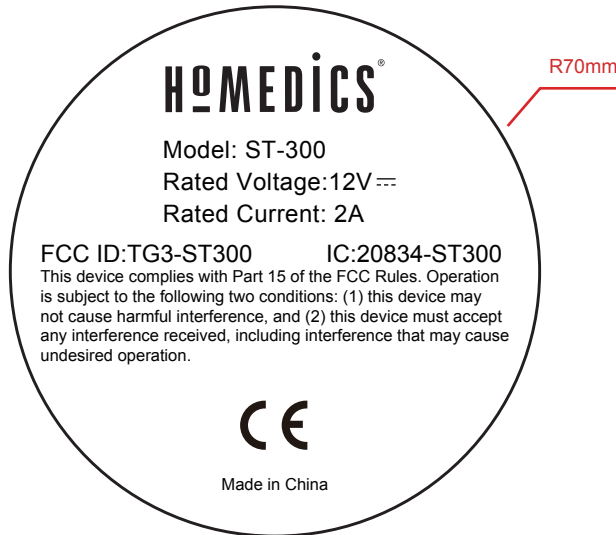 HoMEDiCS®
R70mm
Model: ST-300
Rated Voltage:12V⎓
Rated Current: 2A
FCC ID:TG3-ST300 IC:20834-ST300
This device complies with Part 15 of the FCC Rules. Operation
is subject to the following two conditions: (1) this device may
not cause harmful interference, and (2) this device must accept
any interference received, including interference that may cause
undesired operation.
CE
Made in China